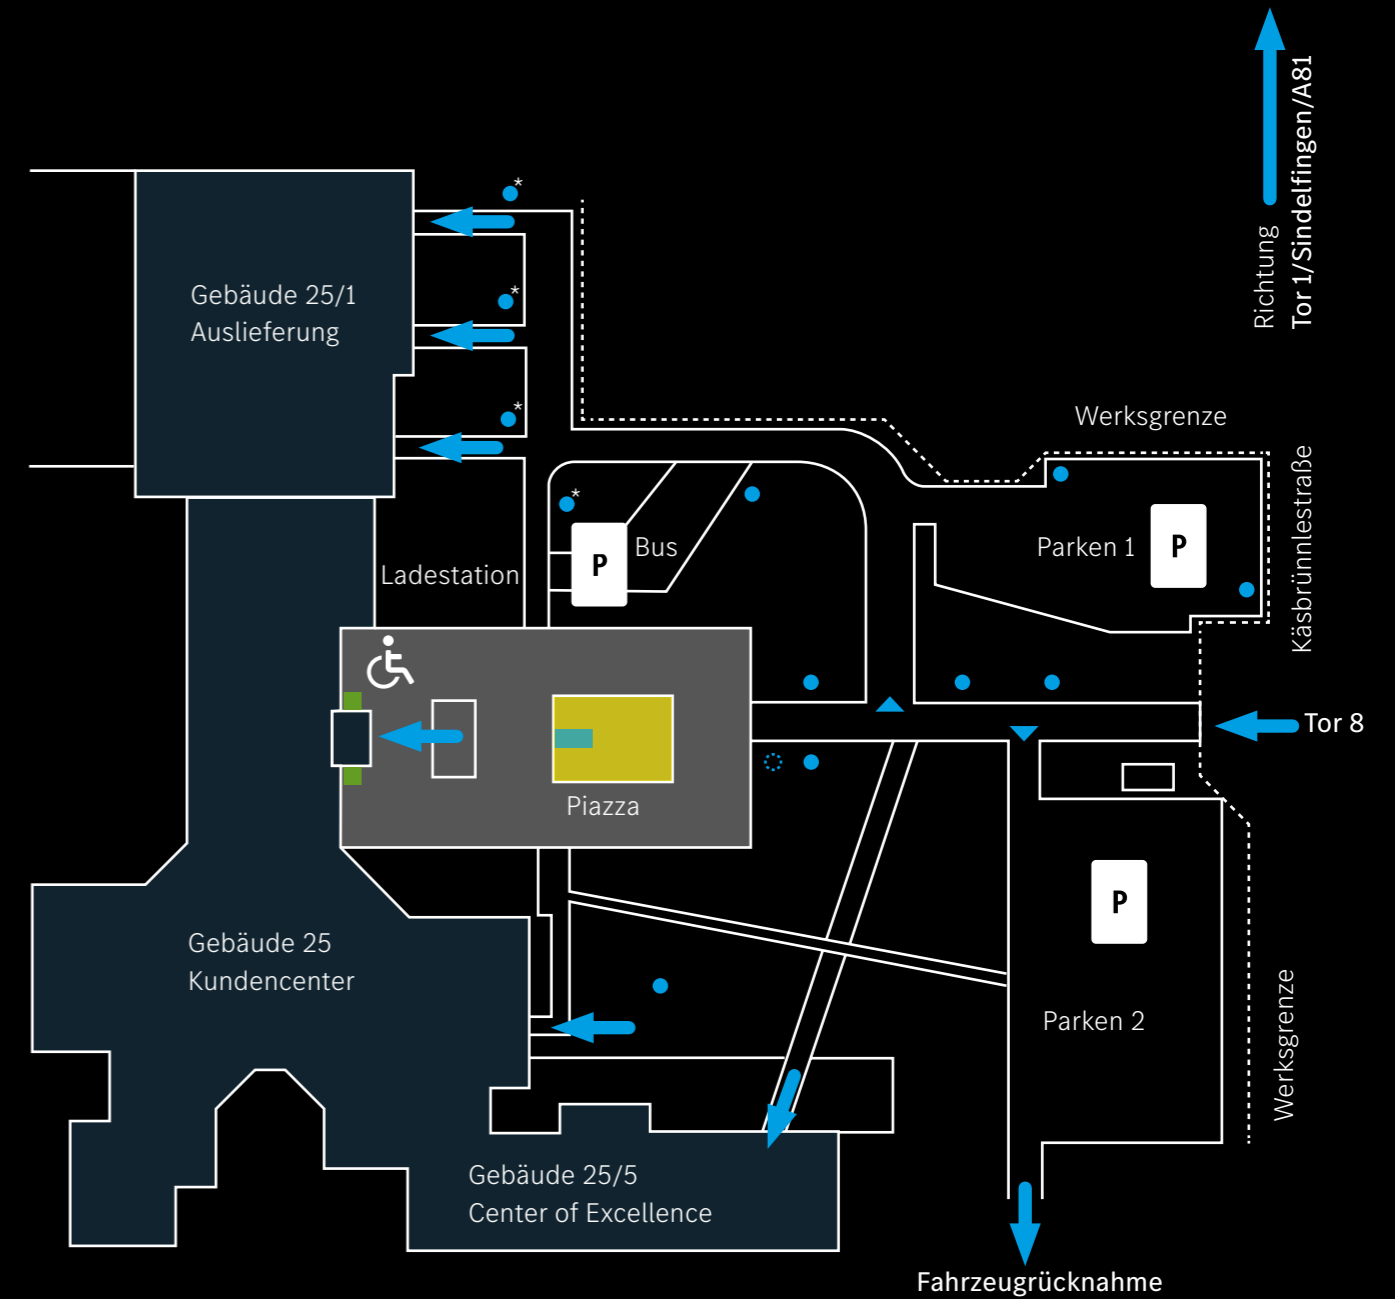 Richtung
Tor 1/Sindelfingen/A81
*
Gebäude 25/1
Auslieferung
*
*
Werksgrenze
Käsbrünnlestraße
*
P
Bus
Parken 1
P
Ladestation
Tor 8
Piazza
P
Gebäude 25
Kundencenter
Parken 2
Werksgrenze
Gebäude 25/5
Center of Excellence
Fahrzeugrücknahme